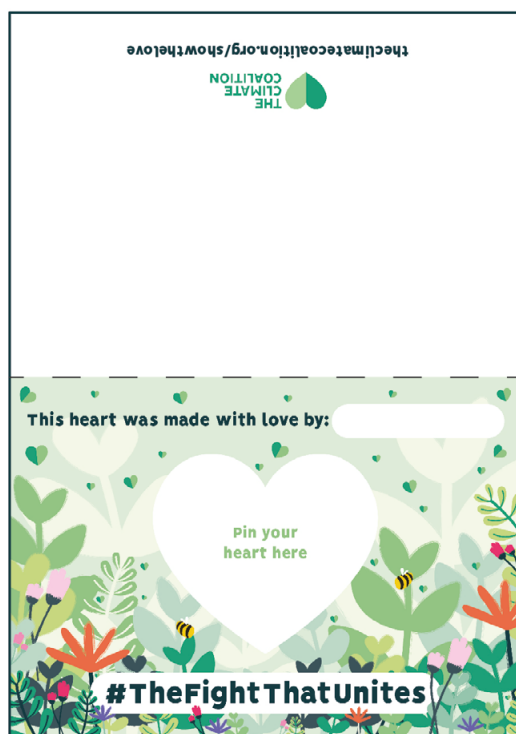 theclimatecoalition.org/showthelove
THE
CLIMATE
COALITION
This heart was made with love by:
Pin your
heart here
#TheFightThatUnites